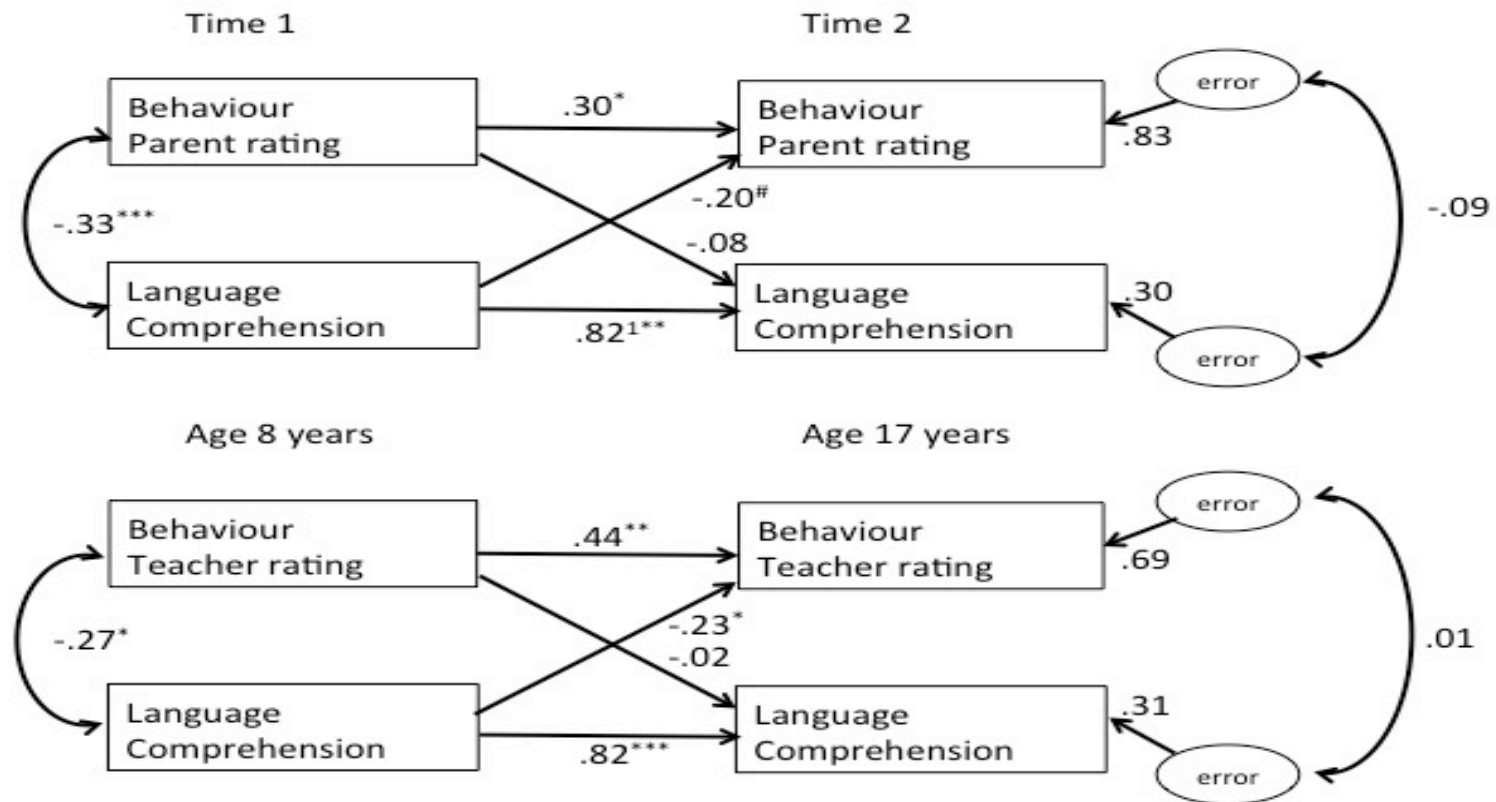 Time 1
Time 2
error
Behaviour
Parent rating
.30*
Behaviour
Parent rating
.83
-.33***
-.20#
-.08
-.09
Language
Comprehension
.82¹**
Language
Comprehension
.30
error
Age 8 years
Age 17 years
error
Behaviour
Teacher rating
.44**
Behaviour
Teacher rating
.69
-.27*
-.23*
-.02
.01
Language
Comprehension
.82***
Language
Comprehension
.31
error